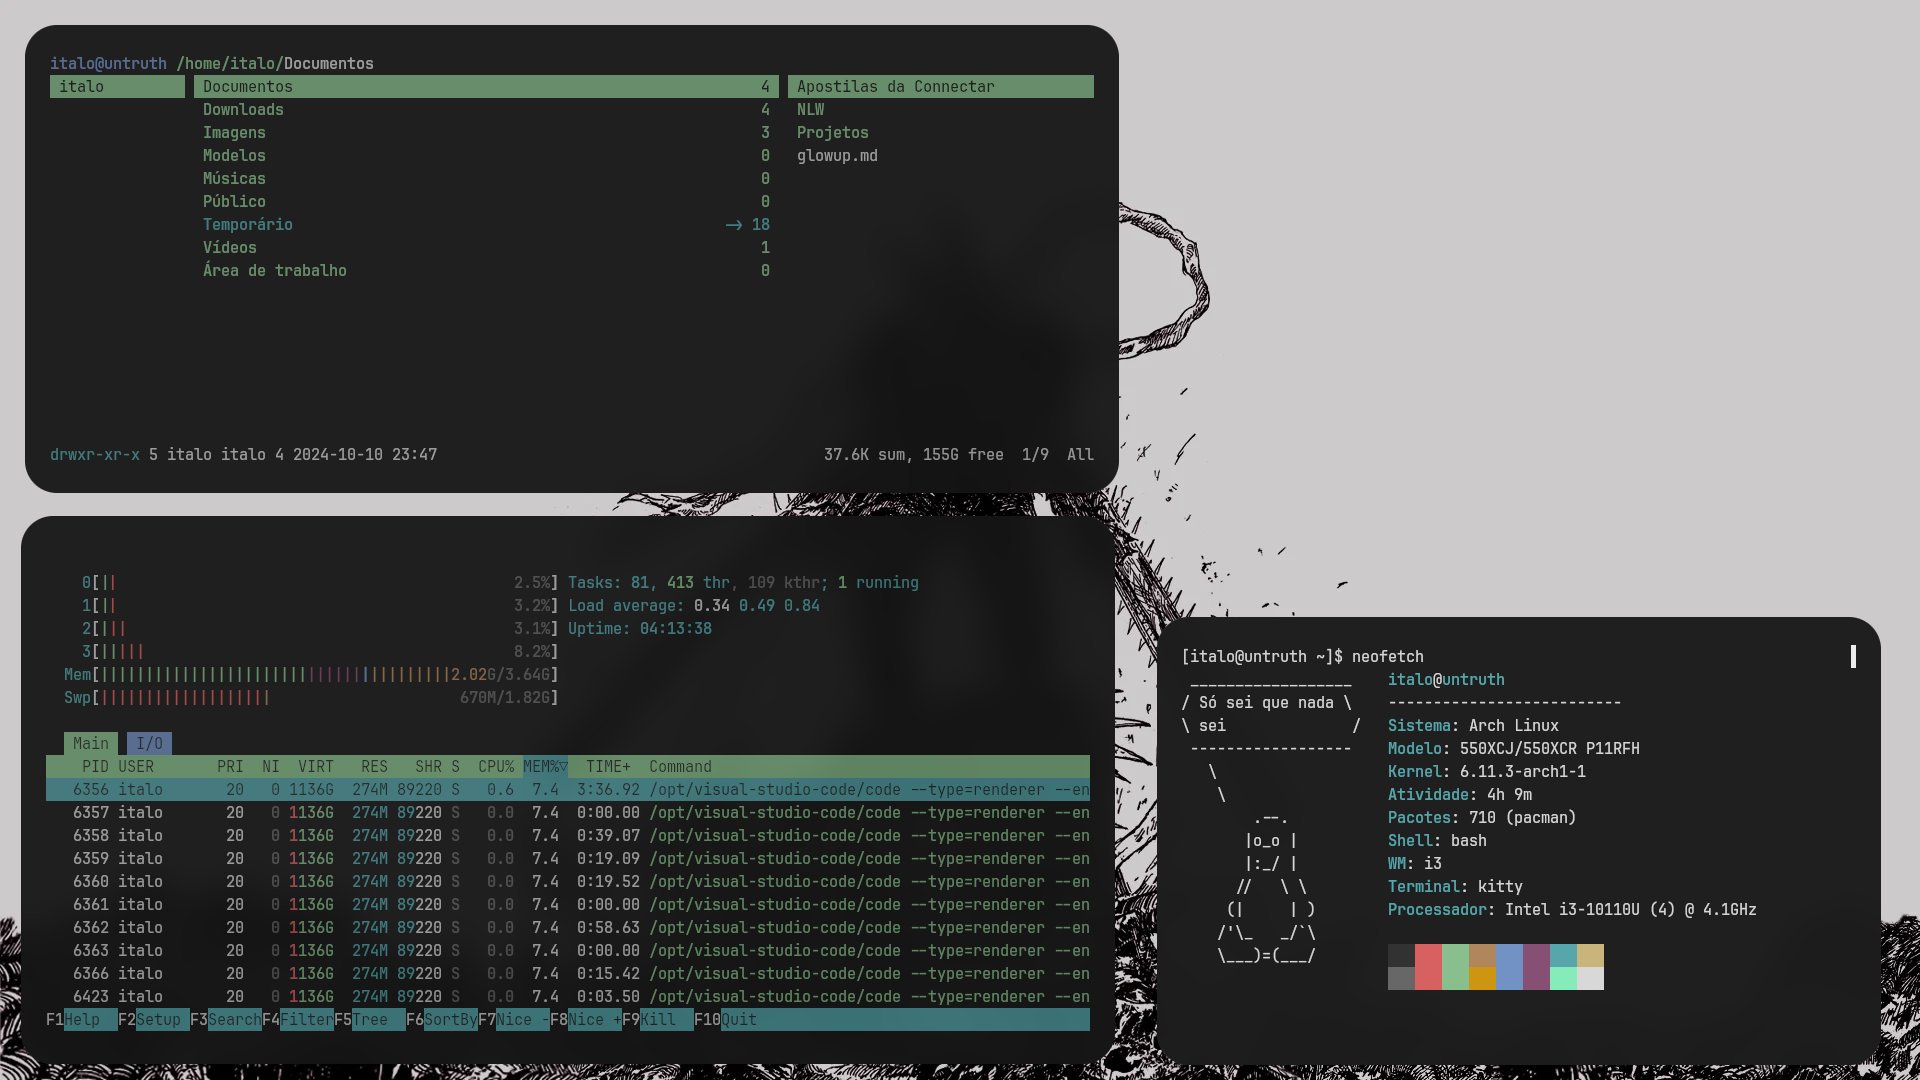 italo@untruth /home/italo/Documentos
italo Documentos 4 Apostilas da Connectar
Downloads 4 NLW
Imagens 3 Projetos
Modelos 0 glowup.md
Músicas 0
Público 0
Temporário -> 18
Vídeos 1
Área de trabalho 0
drwxr-xr-x 5 italo italo 4 2024-10-10 23:47 37.6K sum, 155G free 1/9 All
0[|| 2.5%] Tasks: 81, 413 thr, 109 kthr; 1 running
1[|| 3.2%] Load average: 0.34 0.49 0.84
2[||| 3.1%] Uptime: 04:13:38
3[||||| 8.2%]
Mem[|||||||||||||||||||||||||||||||||||||||2.02G/3.64G]
Swp[||||||||||||||||||| 670M/1.82G]
Main I/O
PID USER PRI NI VIRT RES SHR S CPU% MEM%▽ TIME+ Command
6356 italo 20 0 1136G 274M 89220 S 0.6 7.4 3:36.92 /opt/visual-studio-code/code --type=renderer --en
6357 italo 20 0 1136G 274M 89220 S 0.0 7.4 0:00.00 /opt/visual-studio-code/code --type=renderer --en
6358 italo 20 0 1136G 274M 89220 S 0.0 7.4 0:39.07 /opt/visual-studio-code/code --type=renderer --en
6359 italo 20 0 1136G 274M 89220 S 0.0 7.4 0:19.09 /opt/visual-studio-code/code --type=renderer --en
6360 italo 20 0 1136G 274M 89220 S 0.0 7.4 0:19.52 /opt/visual-studio-code/code --type=renderer --en
6361 italo 20 0 1136G 274M 89220 S 0.0 7.4 0:00.00 /opt/visual-studio-code/code --type=renderer --en
6362 italo 20 0 1136G 274M 89220 S 0.0 7.4 0:58.63 /opt/visual-studio-code/code --type=renderer --en
6363 italo 20 0 1136G 274M 89220 S 0.0 7.4 0:00.00 /opt/visual-studio-code/code --type=renderer --en
6366 italo 20 0 1136G 274M 89220 S 0.0 7.4 0:15.42 /opt/visual-studio-code/code --type=renderer --en
6423 italo 20 0 1136G 274M 89220 S 0.0 7.4 0:03.50 /opt/visual-studio-code/code --type=renderer --en
F1Help F2Setup F3SearchF4FilterF5Tree F6SortByF7Nice -F8Nice +F9Kill F10Quit
[italo@untruth ~]$ neofetch
 __________________
/ Só sei que nada \
\ sei              /
 ------------------
   \
    \
        .--.
       |o_o |
       |:_/ |
      //   \ \
     (|     | )
    /'\_   _/`\
    \___)=(___/
italo@untruth
--------------------------
Sistema: Arch Linux
Modelo: 550XCJ/550XCR P11RFH
Kernel: 6.11.3-arch1-1
Atividade: 4h 9m
Pacotes: 710 (pacman)
Shell: bash
WM: i3
Terminal: kitty
Processador: Intel i3-10110U (4) @ 4.1GHz